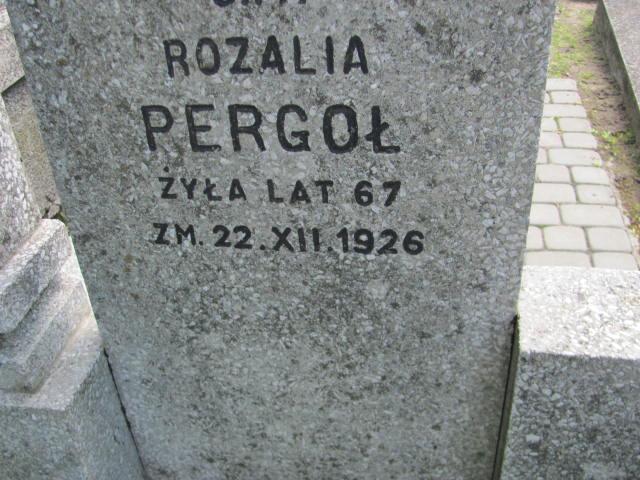 ROZALIA
PERGOŁ
ŻYŁA LAT 67
ZM. 22.XII.1926